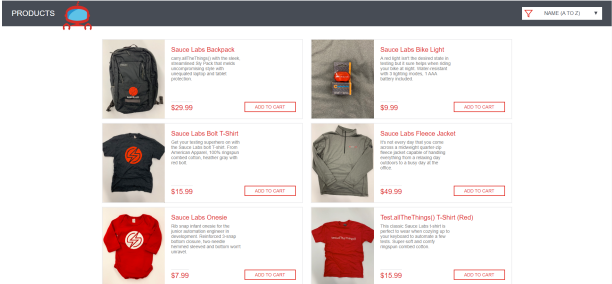 PRODUCTS
NAME (A TO Z)
Sauce Labs Backpack
carry.allTheThings() with the sleek,
streamlined Sly Pack that melds
uncompromising style with
unequaled laptop and tablet
protection.
$29.99
ADD TO CART
Sauce Labs Bike Light
A red light isn't the desired state in
testing but it sure helps when riding
your bike at night. Water-resistant
with 3 lighting modes, 1 AAA
battery included.
$9.99
ADD TO CART
Sauce Labs Bolt T-Shirt
Get your testing superhero on with
the Sauce Labs bolt T-shirt. From
American Apparel, 100% ringspun
combed cotton, heather gray with
red bolt.
$15.99
ADD TO CART
Sauce Labs Fleece Jacket
It's not every day that you come
across a midweight quarter-zip
fleece jacket capable of handling
everything from a relaxing day
outdoors to a busy day at the
office.
$49.99
ADD TO CART
Sauce Labs Onesie
Rib snap infant onesie for the
junior automation engineer in
development. Reinforced 3-snap
bottom closure, two-needle
hemmed sleeved and bottom won't
unravel.
$7.99
ADD TO CART
Test.allTheThings() T-Shirt (Red)
This classic Sauce Labs t-shirt is
perfect to wear when cozying up to
your keyboard to automate a few
tests. Super-soft and comfy
ringspun combed cotton.
$15.99
ADD TO CART